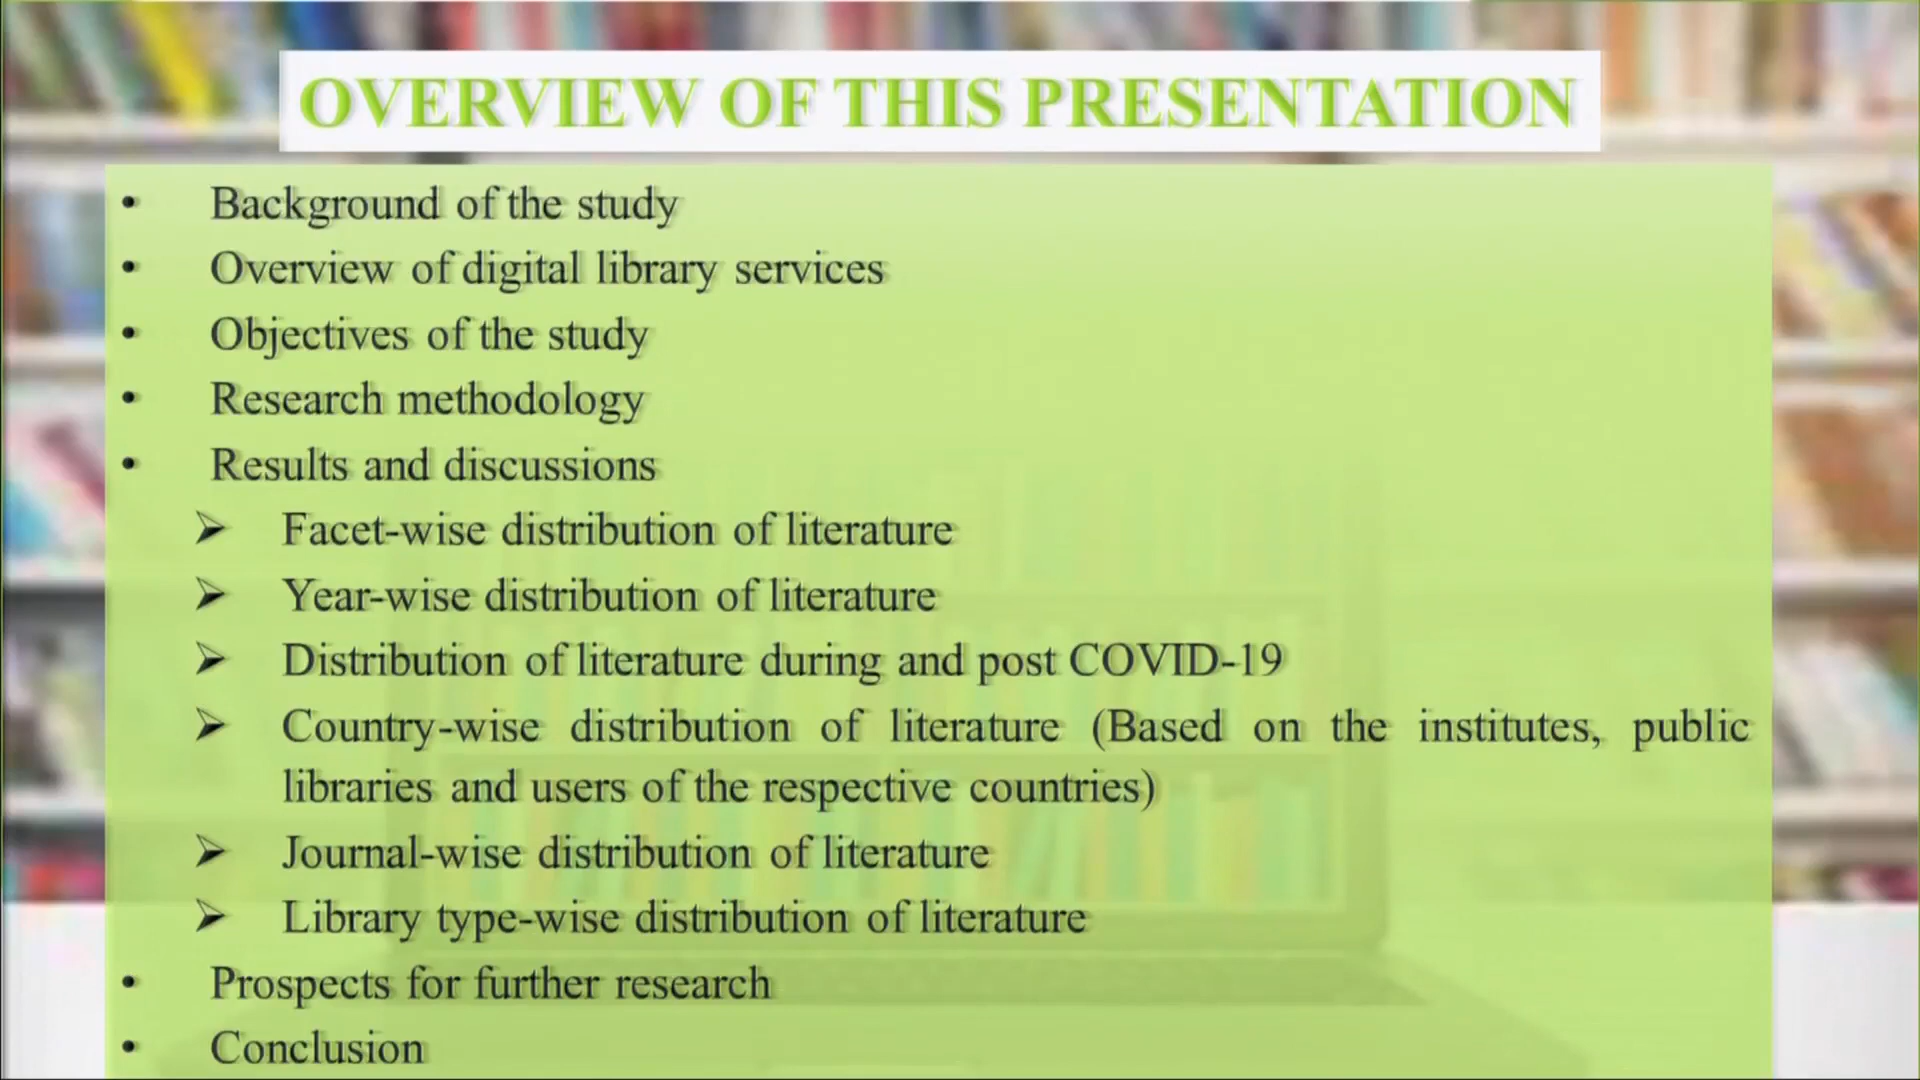 OVERVIEW OF THIS PRESENTATION
• Background of the study
• Overview of digital library services
• Objectives of the study
• Research methodology
• Results and discussions
➢ Facet-wise distribution of literature
➢ Year-wise distribution of literature
➢ Distribution of literature during and post COVID-19
➢ Country-wise distribution of literature (Based on the institutes, public
libraries and users of the respective countries)
➢ Journal-wise distribution of literature
➢ Library type-wise distribution of literature
• Prospects for further research
• Conclusion